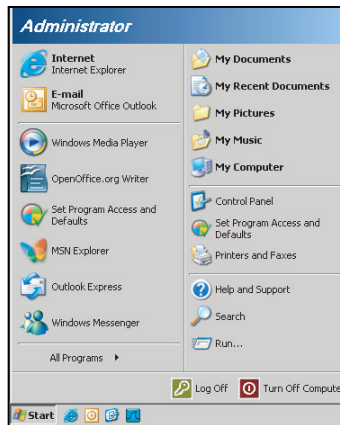 Administrator
Internet
Internet Explorer
E-mail
Microsoft Office Outlook
Windows Media Player
OpenOffice.org Writer
Set Program Access and
Defaults
MSN Explorer
Outlook Express
Windows Messenger
All Programs
My Documents
My Recent Documents
My Pictures
My Music
My Computer
Control Panel
Set Program Access and
Defaults
Printers and Faxes
Help and Support
Search
Run...
Log Off
Turn Off Compute
Start